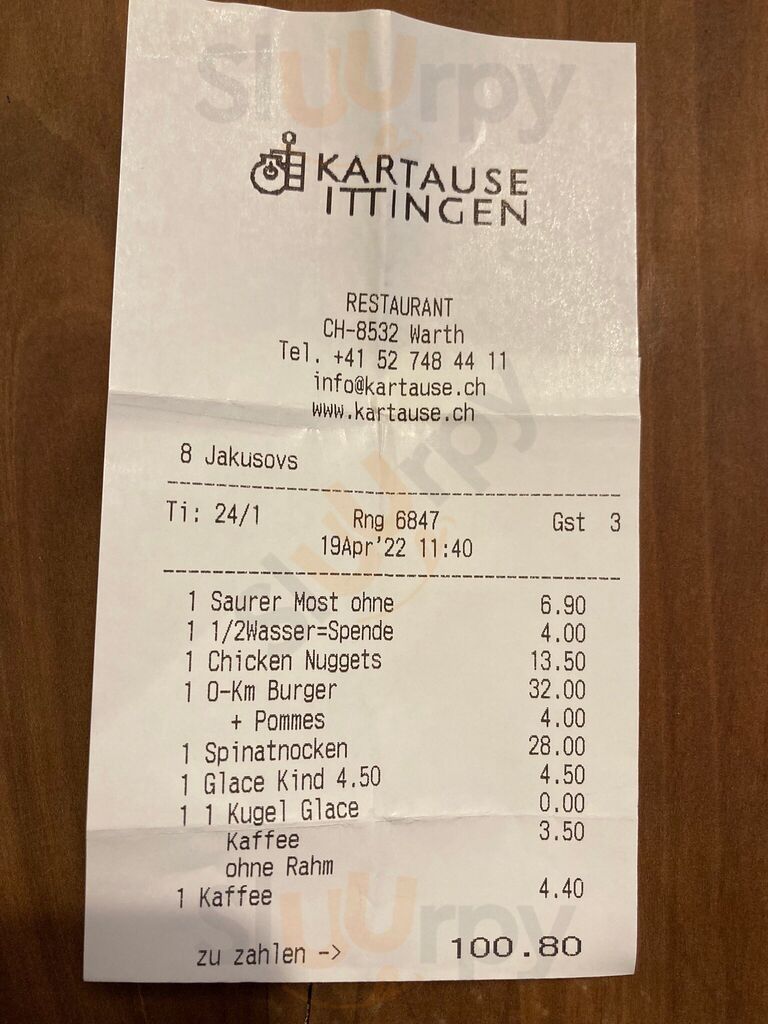 Sluurpy
KARTAUSE
ITTINGEN
RESTAURANT
CH-8532 Warth
Tel. +41 52 748 44 11
info@kartause.ch
www.kartause.ch
8 Jakusovs
Ti: 24/1 Rng 6847 Gst 3
19Apr'22 11:40
1 Saurer Most ohne 6.90
1 1/2Wasser=Spende 4.00
1 Chicken Nuggets 13.50
1 0-Km Burger 32.00
+ Pommes 4.00
1 Spinatnocken 28.00
1 Glace Kind 4.50 4.50
1 1 Kugel Glace 0.00
Kaffee 3.50
ohne Rahm
1 Kaffee 4.40
zu zahlen -> 100.80
Sluurpy
Sluurpy